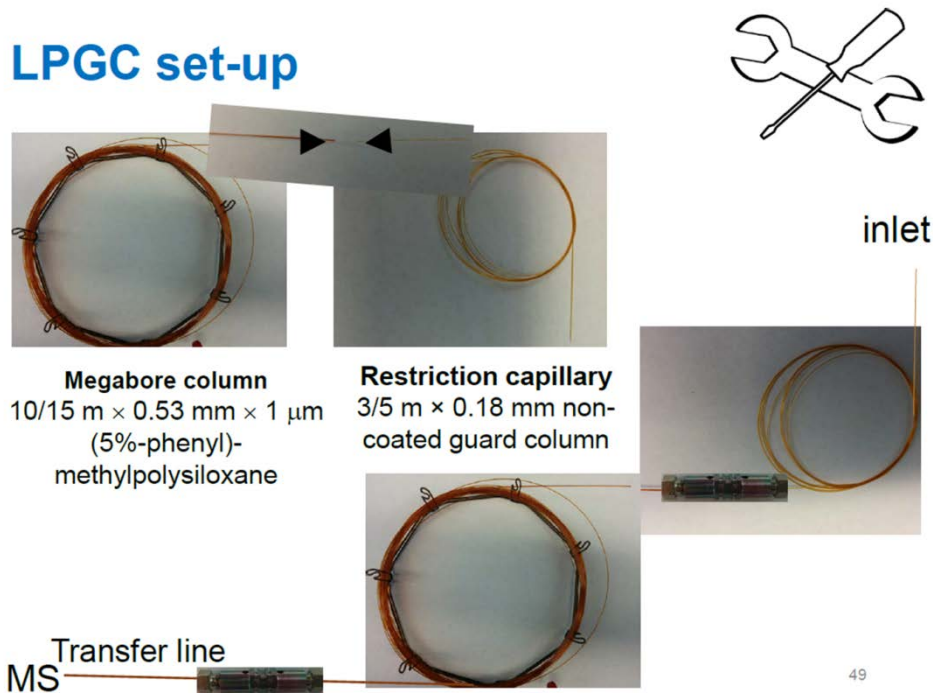 LPGC set-up
inlet
Megabore column
10/15 m × 0.53 mm × 1 μm
(5%-phenyl)-
methylpolysiloxane
Restriction capillary
3/5 m × 0.18 mm non-
coated guard column
Transfer line
MS
49